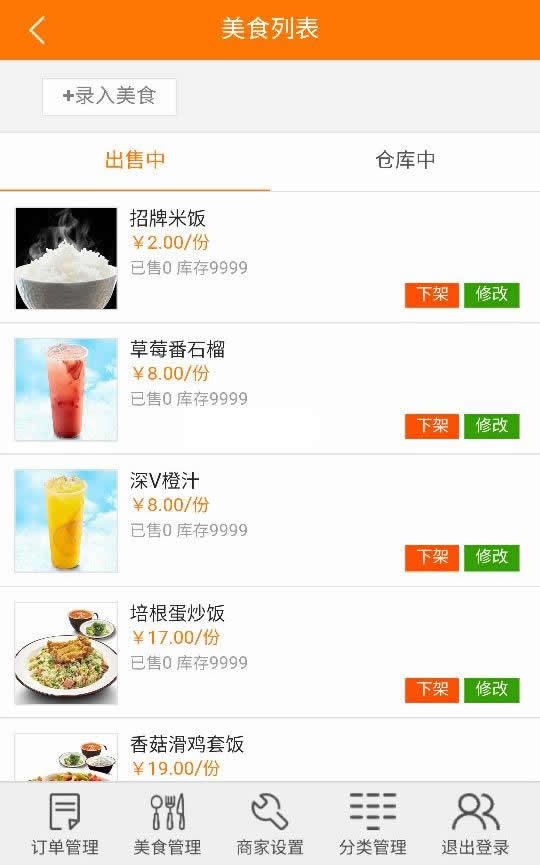 美食列表
+录入美食
出售中 仓库中
招牌米饭
￥2.00/份
已售0 库存9999
下架 修改
草莓番石榴
￥8.00/份
已售0 库存9999
下架 修改
深V橙汁
￥8.00/份
已售0 库存9999
下架 修改
培根蛋炒饭
￥17.00/份
已售0 库存9999
下架 修改
香菇滑鸡套饭
￥19.00/份
订单管理 美食管理 商家设置 分类管理 退出登录